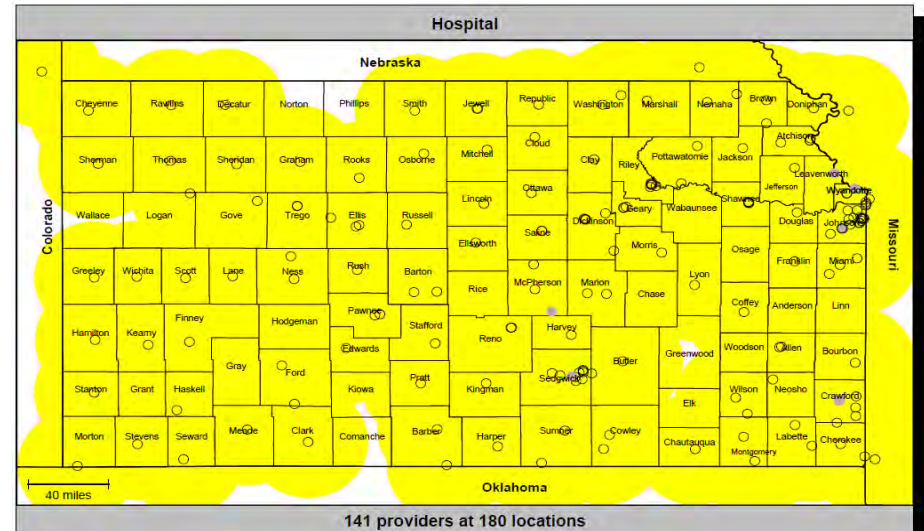 Hospital
Nebraska
Cheyenne Rawlins Decatur Norton Phillips Smith Jewell Republic Washington Marshall Nemaha Brown Doniphan
Atchison
Cloud
Sherman Thomas Sheridan Graham Rooks Osborne Mitchell Clay Riley Pottawatomie Jackson
Leavenworth
Jefferson Wyandotte
Wallace Logan Gove Trego Ellis Russell Lincoln Ottawa Dickinson Geary Wabaunsee Shawnee Douglas Johnson
Colorado
Missouri
Ellsworth Saline Morris Osage
Greeley Wichita Scott Lane Ness Rush Barton Rice McPherson Marion Chase Lyon Franklin Miami
Coffey Anderson Linn
Hamilton Kearny Finney Hodgeman Pawnee Stafford Reno Harvey
Edwards Butler Greenwood Woodson Allen Bourbon
Gray Ford
Stanton Grant Haskell Kiowa Pratt Kingman Sedgwick Elk Wilson Neosho Crawford
Morton Stevens Seward Meade Clark Comanche Barber Harper Sumner Cowley Chautauqua Montgomery Labette Cherokee
40 miles
Oklahoma
141 providers at 180 locations